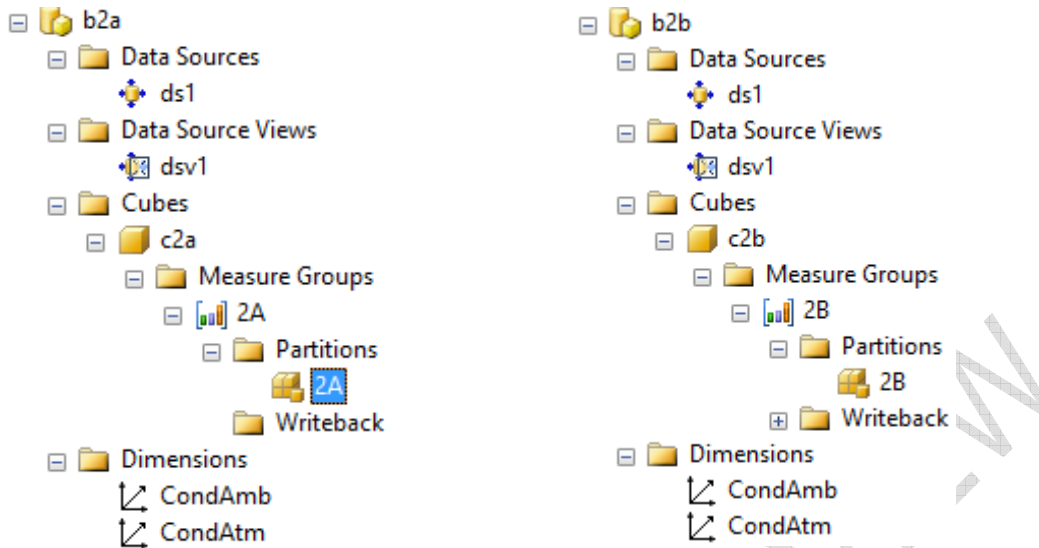 b2a
Data Sources
ds1
Data Source Views
dsv1
Cubes
c2a
Measure Groups
2A
Partitions
2A
Writeback
Dimensions
CondAmb
CondAtm
b2b
Data Sources
ds1
Data Source Views
dsv1
Cubes
c2b
Measure Groups
2B
Partitions
2B
Writeback
Dimensions
CondAmb
CondAtm